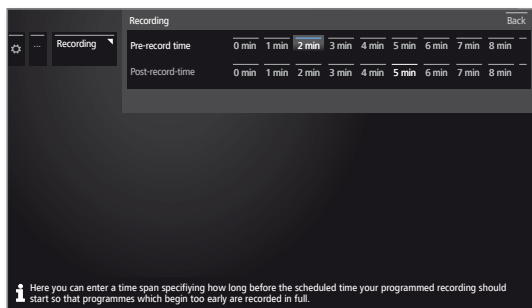 Recording
Back
... Recording
Pre-record time 0 min 1 min 2 min 3 min 4 min 5 min 6 min 7 min 8 min
Post-record-time 0 min 1 min 2 min 3 min 4 min 5 min 6 min 7 min 8 min
Here you can enter a time span specifiying how long before the scheduled time your programmed recording should
start so that programmes which begin too early are recorded in full.